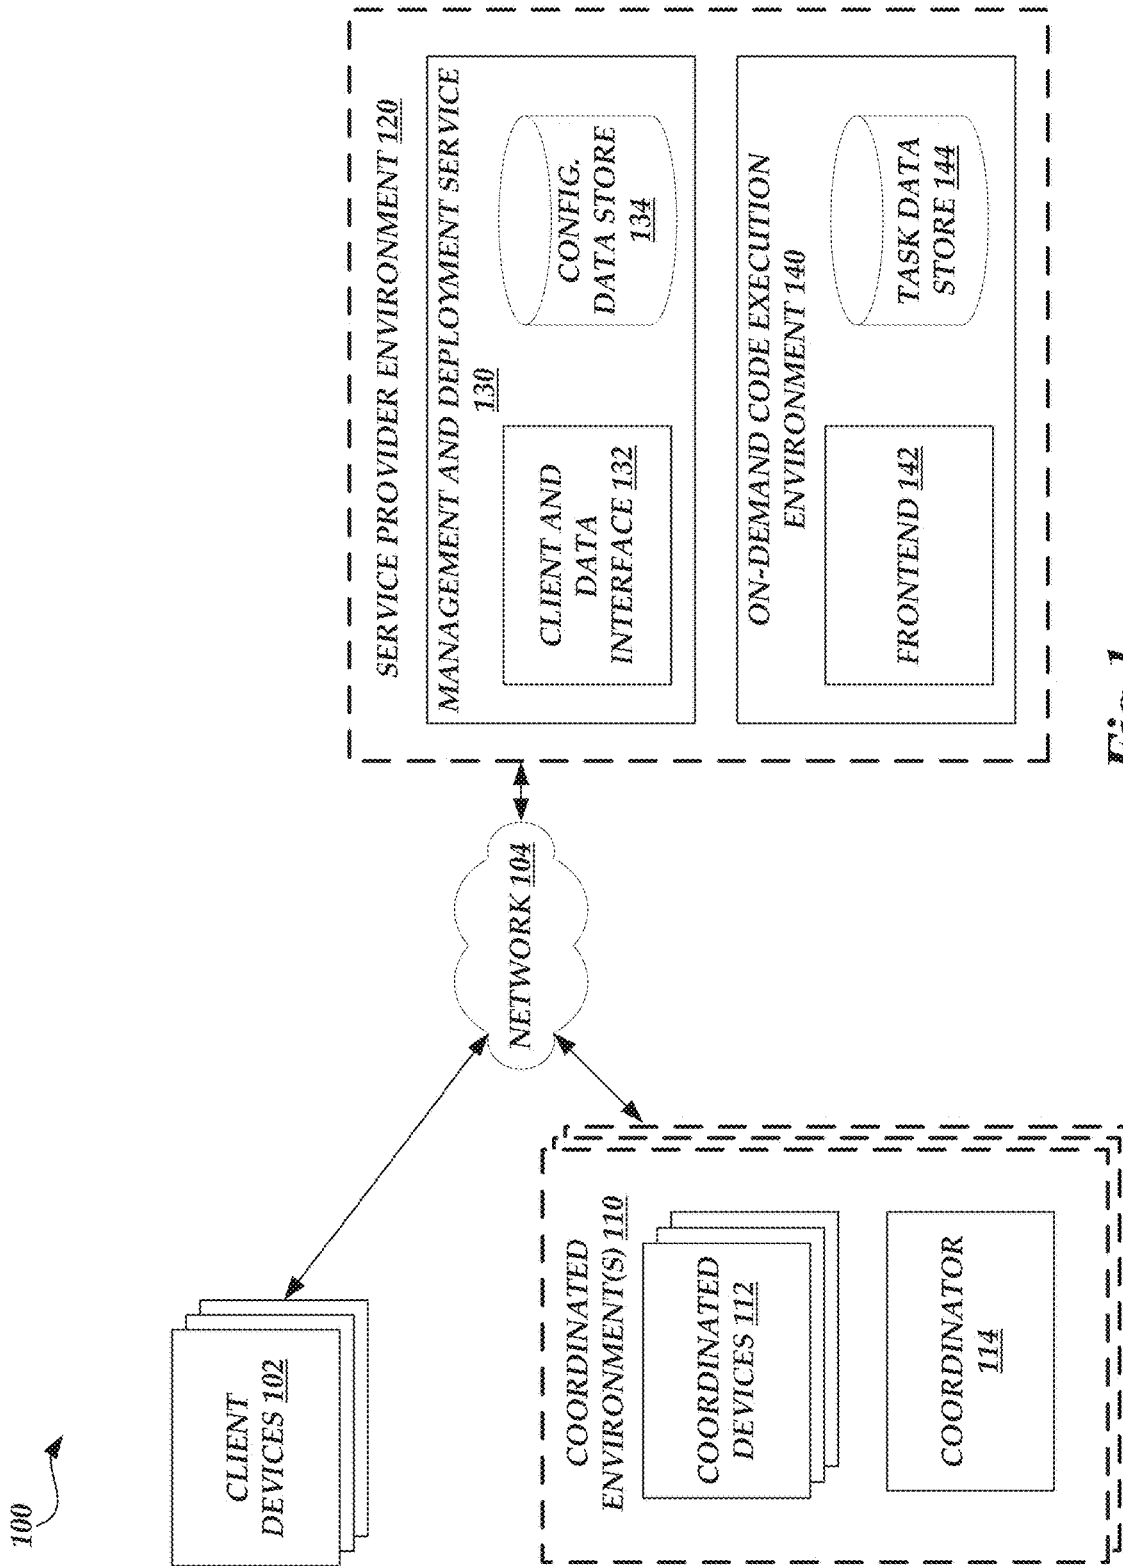 100
CLIENT
DEVICES 102
COORDINATED
ENVIRONMENT(S) 110
COORDINATED
DEVICES 112
COORDINATOR
114
NETWORK 104
SERVICE PROVIDER ENVIRONMENT 120
MANAGEMENT AND DEPLOYMENT SERVICE
130
CLIENT AND
DATA
INTERFACE 132
CONFIG.
DATA STORE
134
ON-DEMAND CODE EXECUTION
ENVIRONMENT 140
FRONTEND 142
TASK DATA
STORE 144